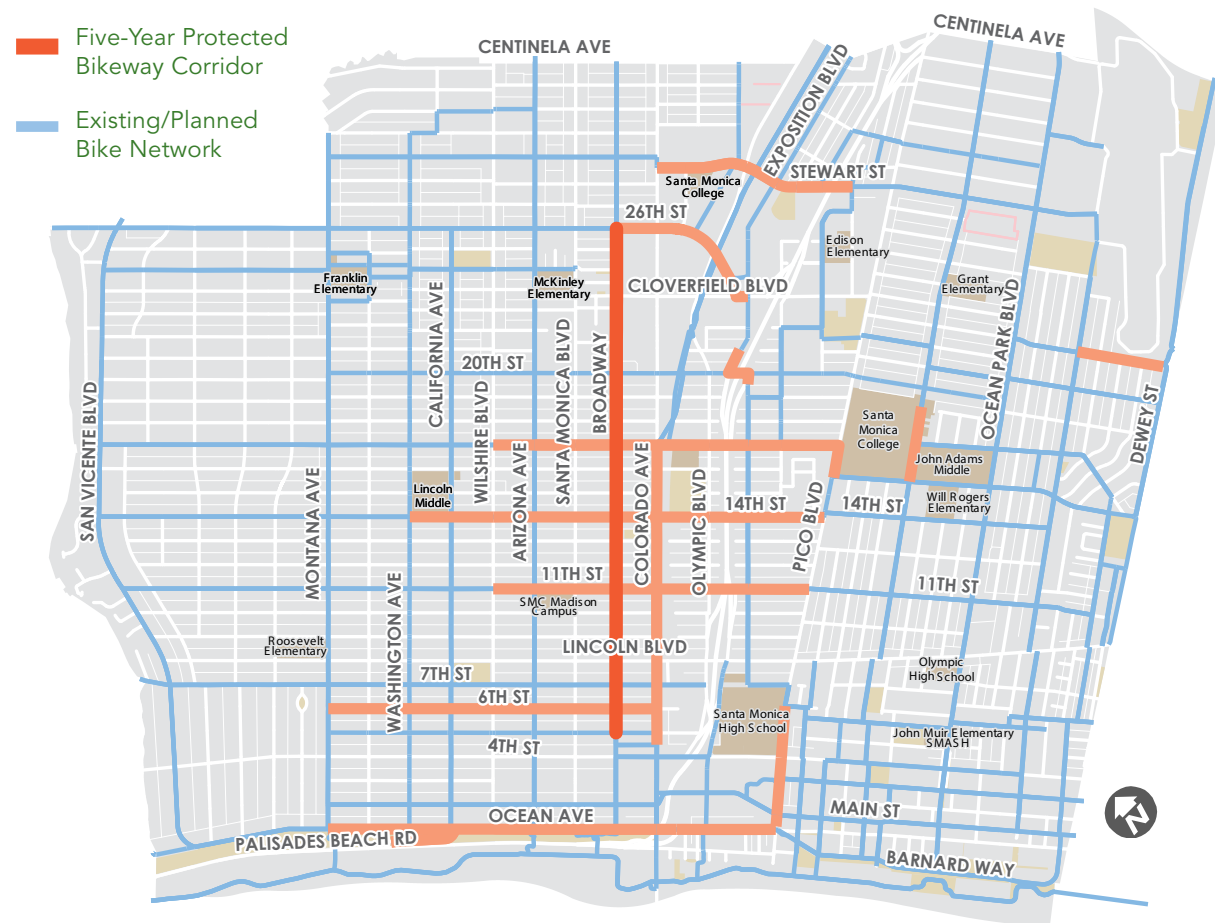 Five-Year Protected
Bikeway Corridor
Existing/Planned
Bike Network
CENTINELA AVE
CENTINELA AVE
EXPOSITION BLVD
STEWART ST
Santa Monica
College
26TH ST
Edison
Elementary
Franklin
Elementary
McKinley
Elementary
CLOVERFIELD BLVD
Grant
Elementary
CALIFORNIA AVE
SANTA MONICA BLVD
BROADWAY
OCEAN PARK BLVD
20TH ST
WILSHIRE BLVD
SAN VICENTE BLVD
DEWEY ST
Santa
Monica
College
John Adams
Middle
MONTANA AVE
Lincoln
Middle
ARIZONA AVE
COLORADO AVE
OLYMPIC BLVD
14TH ST
PICO BLVD
14TH ST
Will Rogers
Elementary
11TH ST
11TH ST
SMC Madison
Campus
WASHINGTON AVE
Roosevelt
Elementary
LINCOLN BLVD
Olympic
High School
7TH ST
6TH ST
Santa Monica
High School
John Muir Elementary
SMASH
4TH ST
OCEAN AVE
MAIN ST
PALISADES BEACH RD
BARNARD WAY
N